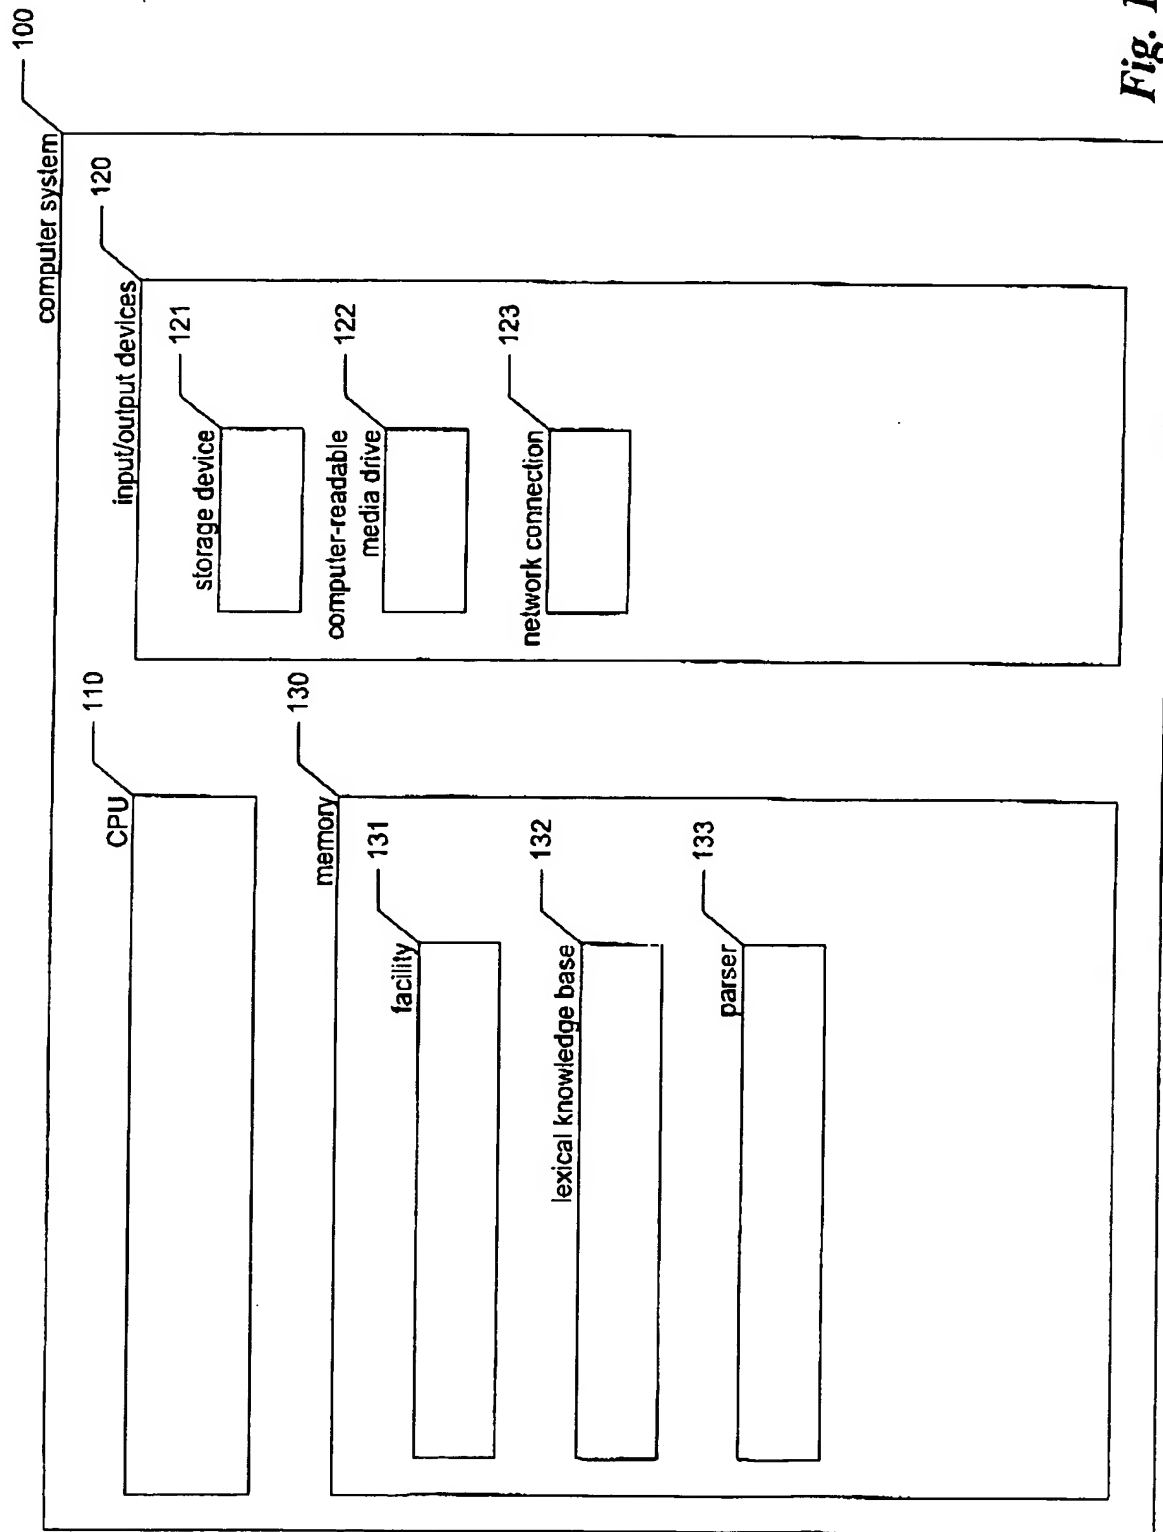 computer system
100
CPU
110
memory
130
facility
131
lexical knowledge base
132
parser
133
input/output devices
120
storage device
121
computer-readable
media drive
122
network connection
123
Fig. 1